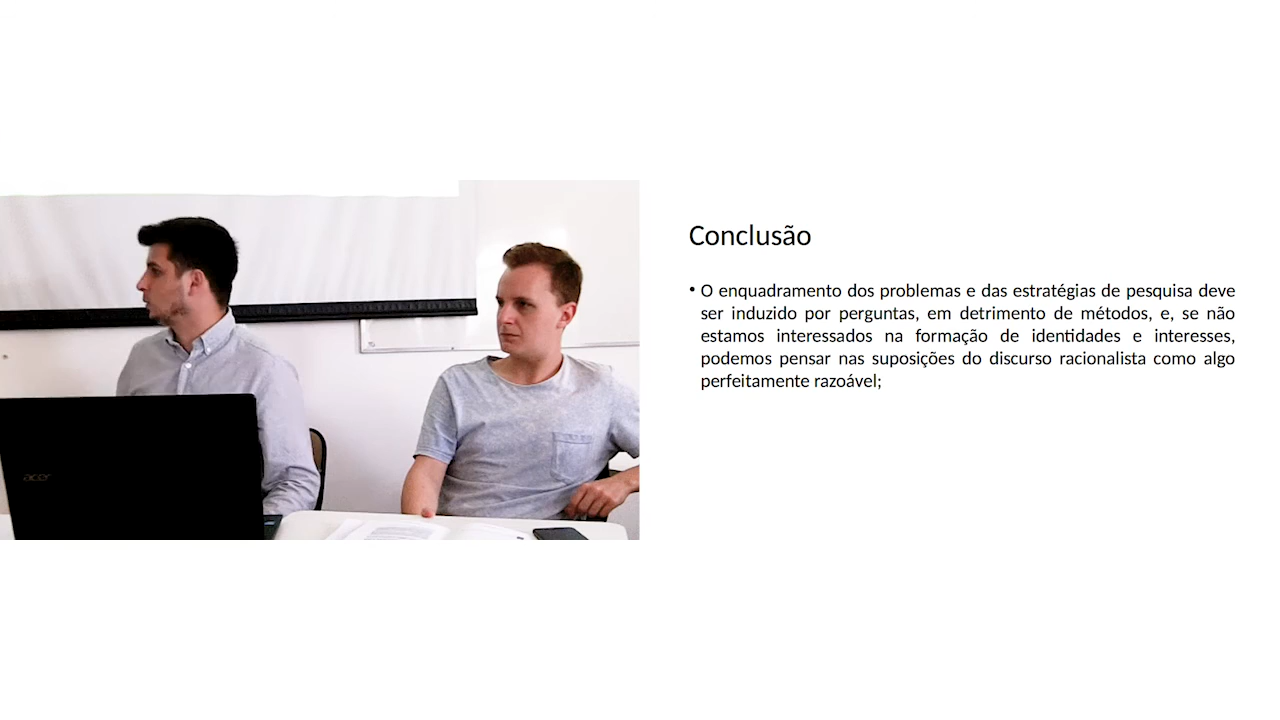 Conclusão
• O enquadramento dos problemas e das estratégias de pesquisa deve
ser induzido por perguntas, em detrimento de métodos, e, se não
estamos interessados na formação de identidades e interesses,
podemos pensar nas suposições do discurso racionalista como algo
perfeitamente razoável;
acer